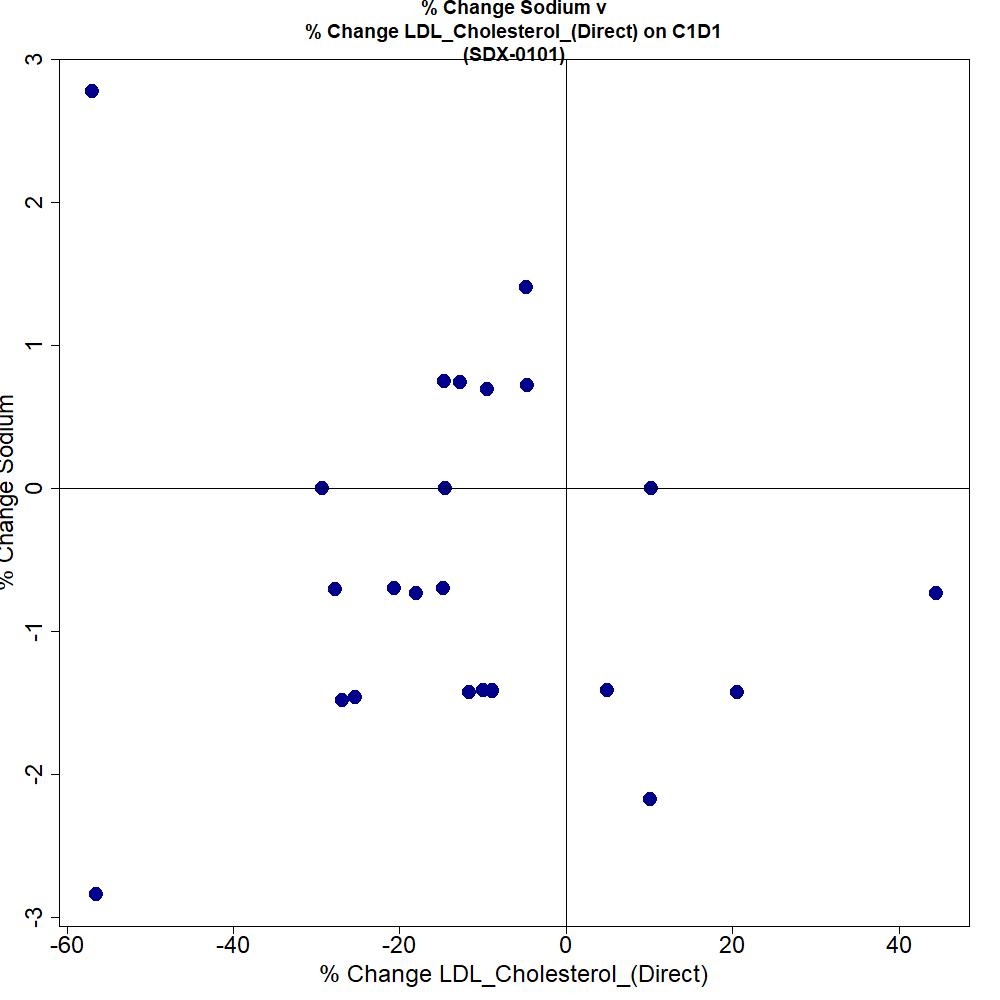 % Change Sodium v
% Change LDL_Cholesterol_(Direct) on C1D1
(SDX-0101)
3
2
1
0
-1
-2
-3
% Change Sodium
-60
-40
-20
0
20
40
% Change LDL_Cholesterol_(Direct)